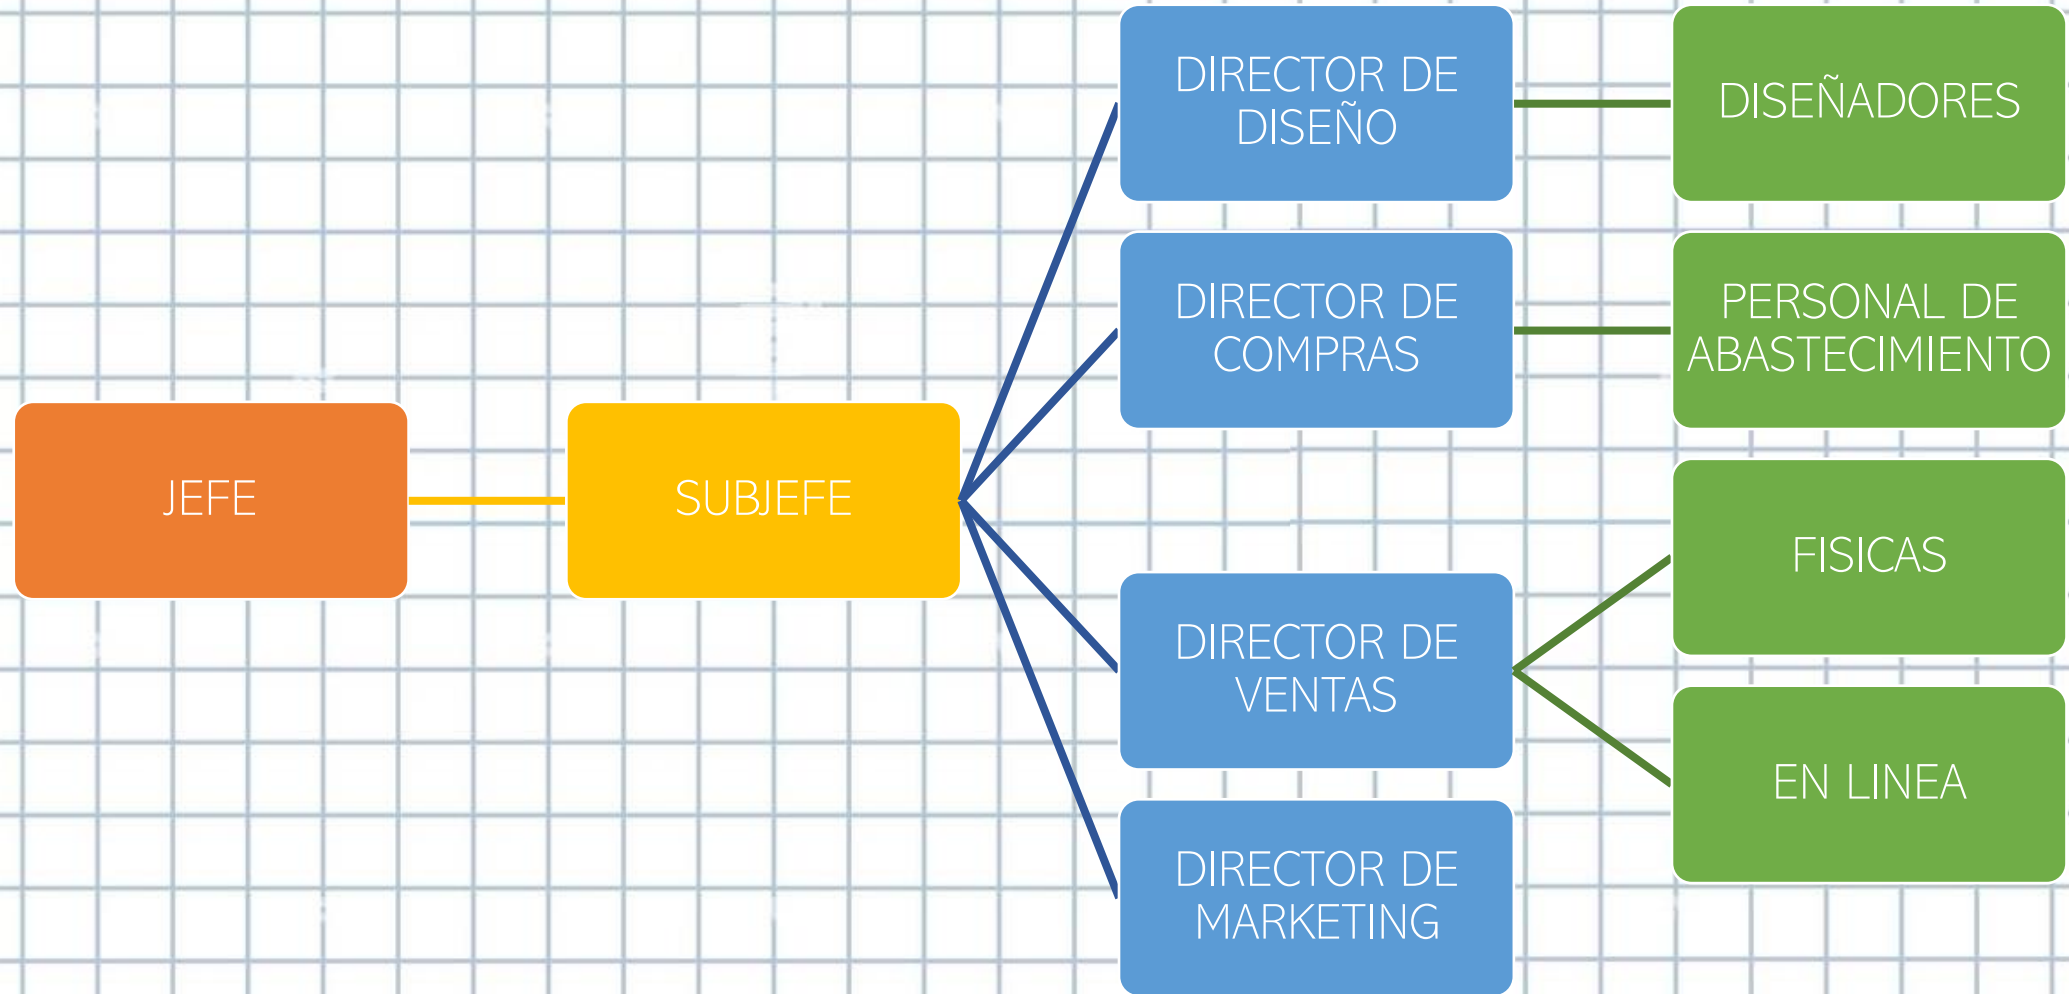 JEFE
SUBJEFE
DIRECTOR DE
DISEÑO
DIRECTOR DE
COMPRAS
DIRECTOR DE
VENTAS
DIRECTOR DE
MARKETING
DISEÑADORES
PERSONAL DE
ABASTECIMIENTO
FISICAS
EN LINEA